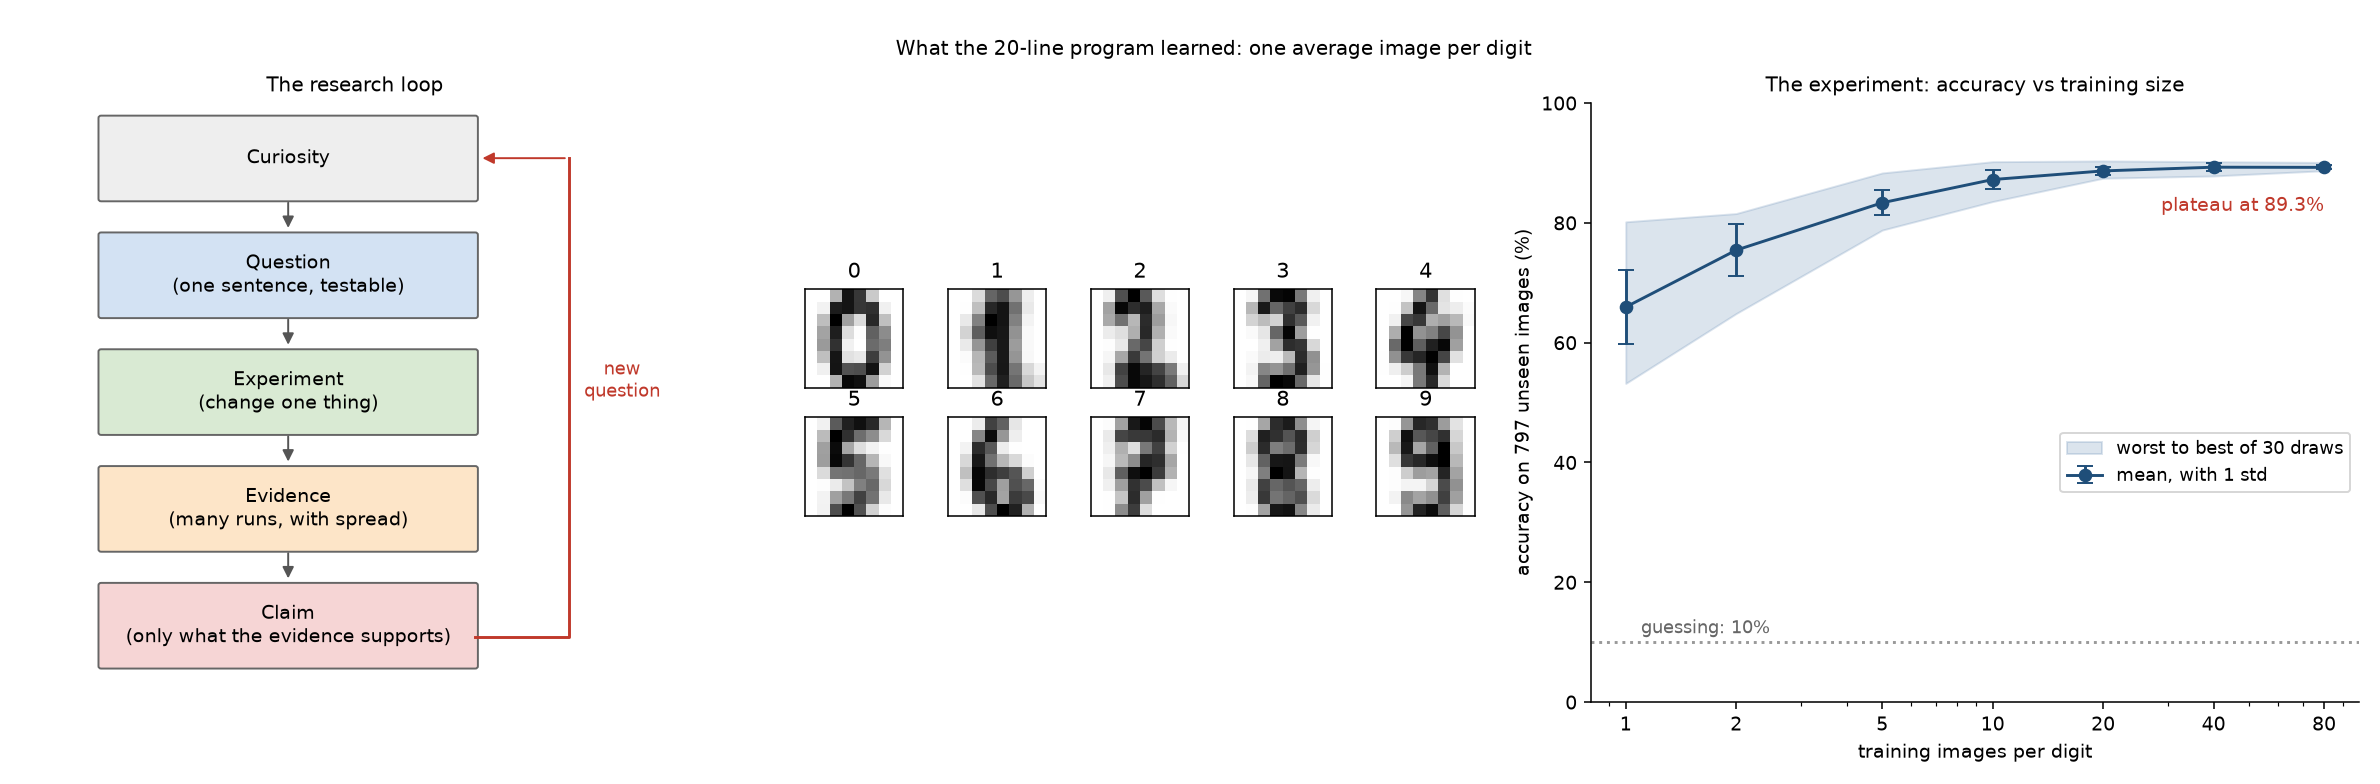 The research loop
Curiosity
Question
(one sentence, testable)
Experiment
(change one thing)
Evidence
(many runs, with spread)
Claim
(only what the evidence supports)
new
question
What the 20-line program learned: one average image per digit
0 1 2 3 4
5 6 7 8 9
The experiment: accuracy vs training size
accuracy on 797 unseen images (%)
100
80
60
40
20
0
plateau at 89.3%
worst to best of 30 draws
mean, with 1 std
guessing: 10%
1 2 5 10 20 40 80
training images per digit